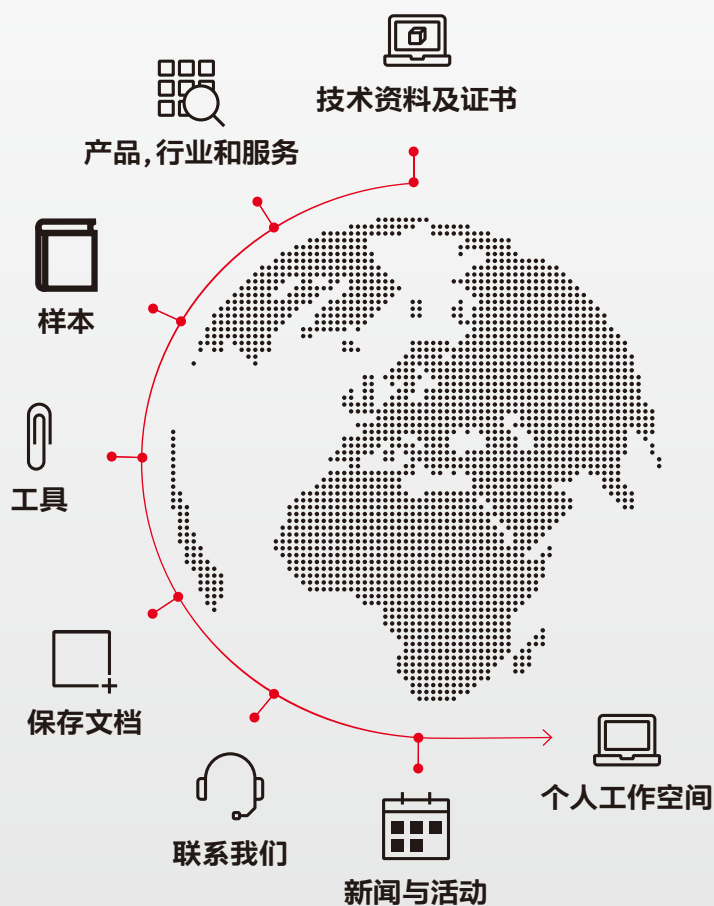 技术资料及证书
产品,行业和服务
样本
工具
保存文档
个人工作空间
联系我们
新闻与活动